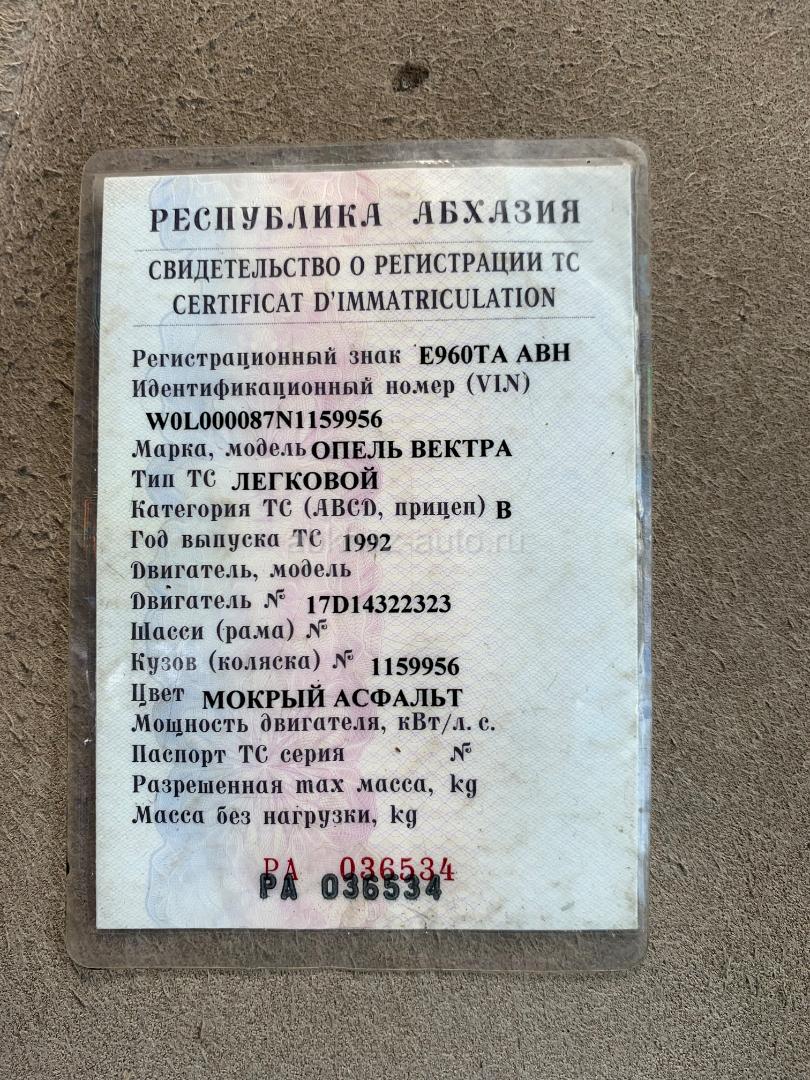 РЕСПУБЛИКА АБХАЗИЯ
СВИДЕТЕЛЬСТВО О РЕГИСТРАЦИИ ТС
CERTIFICAT D'IMMATRICULATION
Регистрационный знак Е960ТА АВН
Идентификационный номер (VIN)
W0L000087N1159956
Марка, модель ОПЕЛЬ ВЕКТРА
Тип ТС ЛЕГКОВОЙ
Категория ТС (ABCD, прицеп) В
Год выпуска ТС 1992
Двигатель, модель
Двигатель № 17D14322323
Шасси (рама) №
Кузов (коляска) № 1159956
Цвет МОКРЫЙ АСФАЛЬТ
Мощность двигателя, кВт/л. с.
Паспорт ТС серия №
Разрешенная max масса, kg
Масса без нагрузки, kg
РА 036534
РА 036534